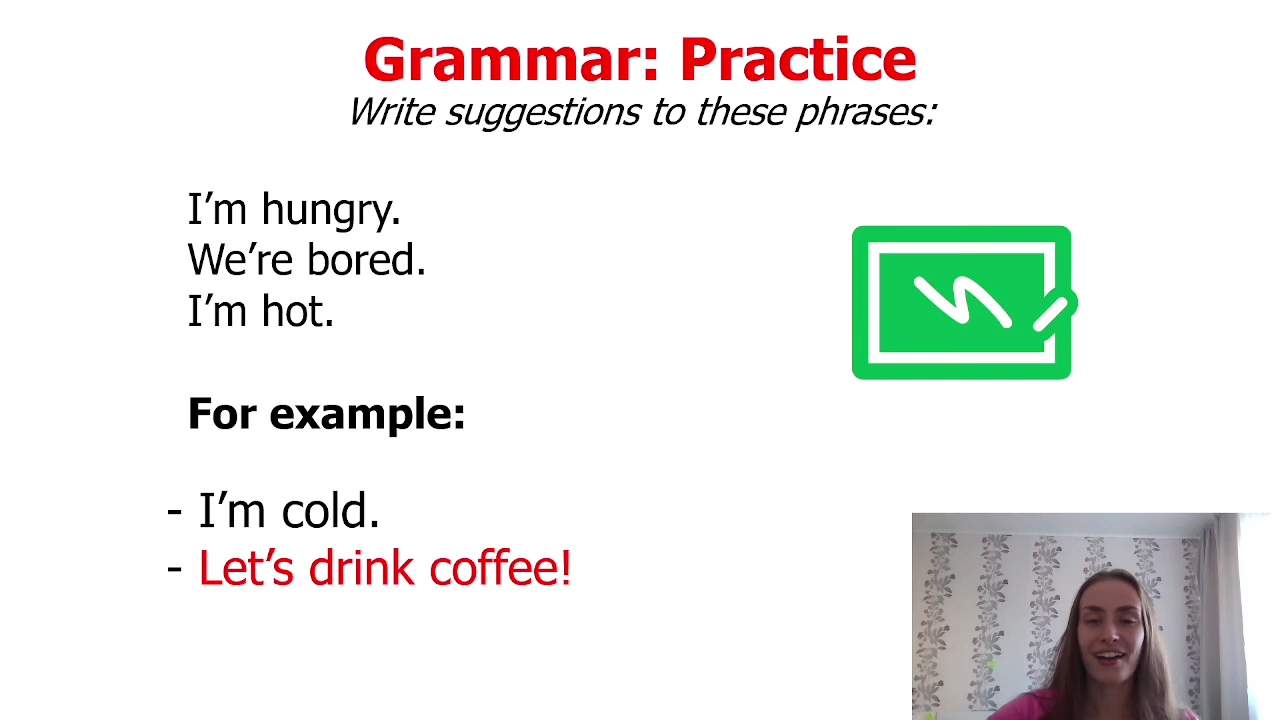 Grammar: Practice
Write suggestions to these phrases:
I’m hungry.
We’re bored.
I’m hot.
For example:
- I’m cold.
- Let’s drink coffee!